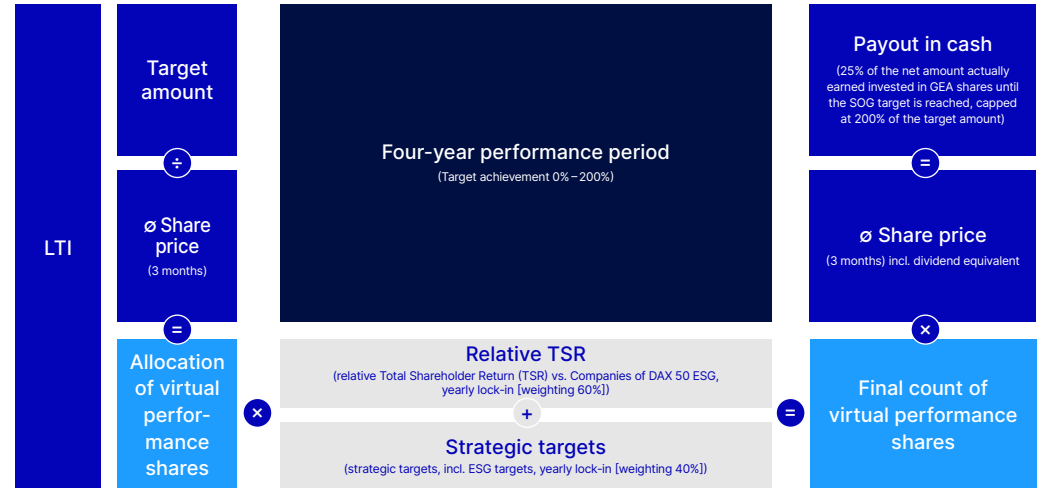 LTI
Target
amount
÷
ø Share
price
(3 months)
=
Allocation
of virtual
perfor-
mance
shares
×
Four-year performance period
(Target achievement 0% – 200%)
Relative TSR
(relative Total Shareholder Return (TSR) vs. Companies of DAX 50 ESG,
yearly lock-in [weighting 60%])
+
Strategic targets
(strategic targets, incl. ESG targets, yearly lock-in [weighting 40%])
=
Payout in cash
(25% of the net amount actually
earned invested in GEA shares until
the SOG target is reached, capped
at 200% of the target amount)
=
ø Share price
(3 months) incl. dividend equivalent
×
Final count of
virtual performance
shares